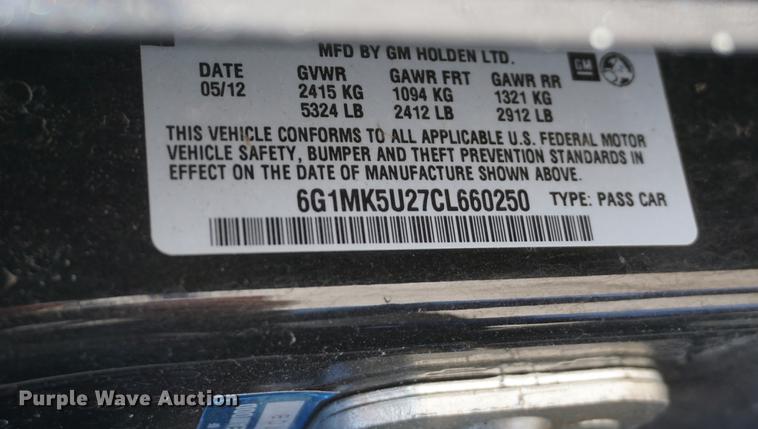 MFD BY GM HOLDEN LTD.
DATE GVWR GAWR FRT GAWR RR GM
05/12 2415 KG 1094 KG 1321 KG
5324 LB 2412 LB 2912 LB
THIS VEHICLE CONFORMS TO ALL APPLICABLE U.S. FEDERAL MOTOR
VEHICLE SAFETY, BUMPER AND THEFT PREVENTION STANDARDS IN
EFFECT ON THE DATE OF MANUFACTURE SHOWN ABOVE.
6G1MK5U27CL660250 TYPE: PASS CAR
Purple Wave Auction